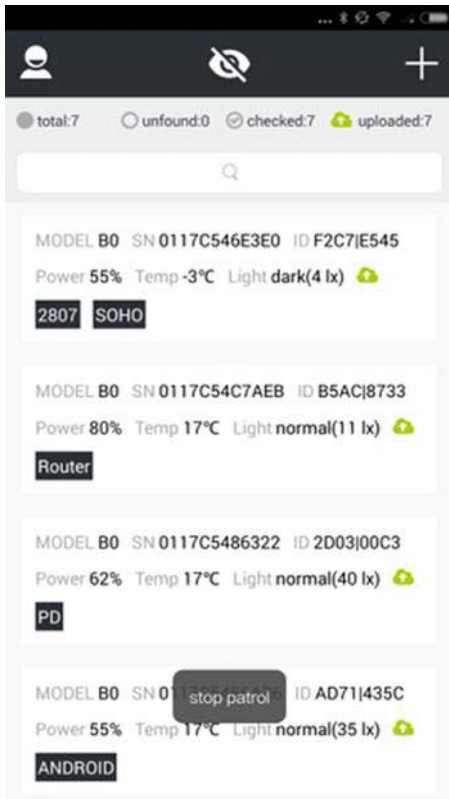 ...
total:7 unfound:0 checked:7 uploaded:7
MODEL B0 SN 0117C546E3E0 ID F2C7|E545
Power 55% Temp -3℃ Light dark(4 lx)
2807 SOHO
MODEL B0 SN 0117C54C7AEB ID B5AC|8733
Power 80% Temp 17℃ Light normal(11 lx)
Router
MODEL B0 SN 0117C5486322 ID 2D03|00C3
Power 62% Temp 17℃ Light normal(40 lx)
PD
MODEL B0 SN ID AD71|435C
stop patrol
Power 55% Temp 17℃ Light normal(35 lx)
ANDROID